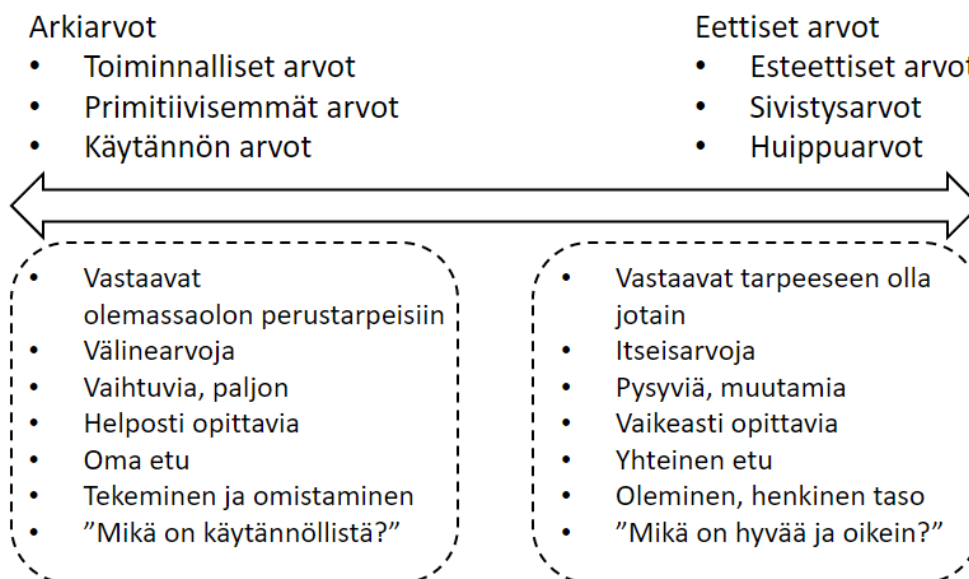 Arkiarvot
• Toiminnalliset arvot
• Primitiivisemmät arvot
• Käytännön arvot
Eettiset arvot
• Esteettiset arvot
• Sivistysarvot
• Huippuarvot
• Vastaavat
olemassaolon perustarpeisiin
• Välinearvoja
• Vaihtuvia, paljon
• Helposti opittavia
• Oma etu
• Tekeminen ja omistaminen
• ”Mikä on käytännöllistä?”
• Vastaavat tarpeeseen olla
jotain
• Itseisarvoja
• Pysyviä, muutamia
• Vaikeasti opittavia
• Yhteinen etu
• Oleminen, henkinen taso
• ”Mikä on hyvää ja oikein?”